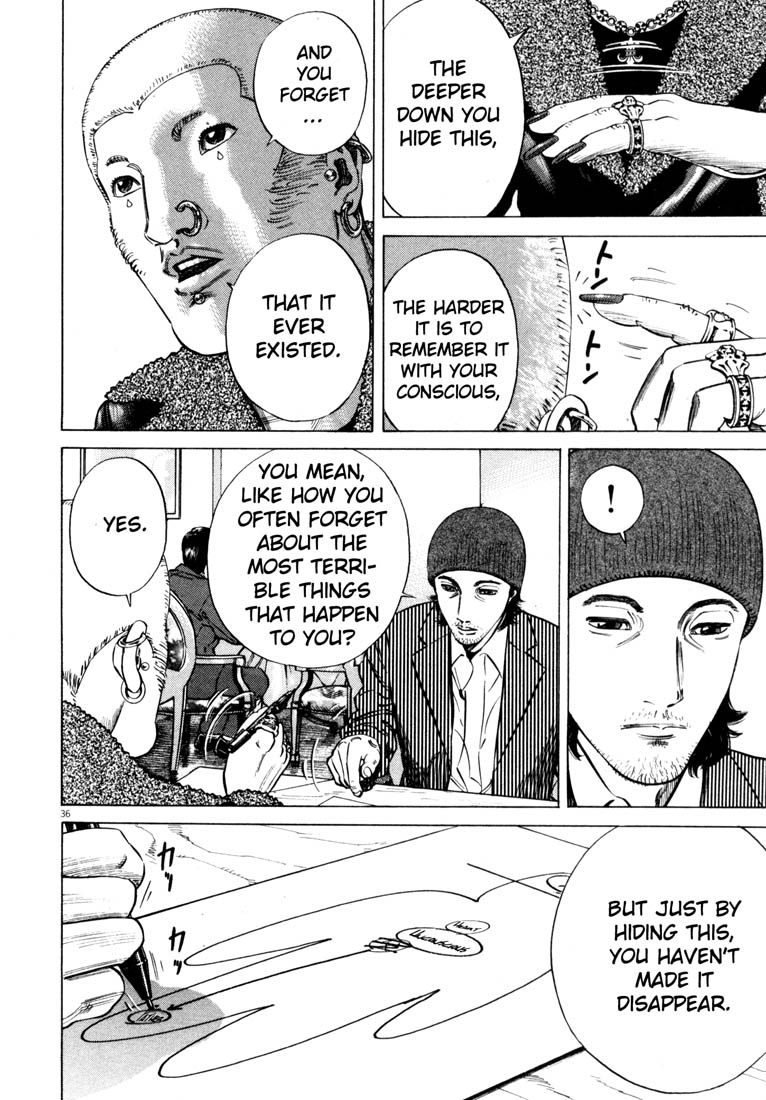 THE
DEEPER
DOWN YOU
HIDE THIS,
トン
トン
THE HARDER
IT IS TO
REMEMBER IT
WITH YOUR
CONSCIOUS,
AND
YOU
FORGET
...
THAT IT
EVER
EXISTED.
!
YOU MEAN,
LIKE HOW YOU
OFTEN FORGET
ABOUT THE
MOST TERRI-
BLE THINGS
THAT HAPPEN
TO YOU?
YES.
36
BUT JUST BY
HIDING THIS,
YOU HAVEN'T
MADE IT
DISAPPEAR.
カッ
カッ